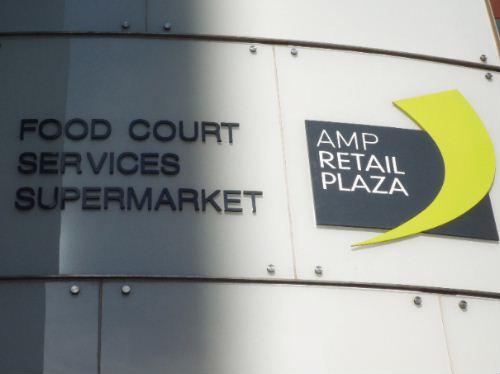 FOOD COURT
SERVICES
SUPERMARKET
AMP
RETAIL
PLAZA